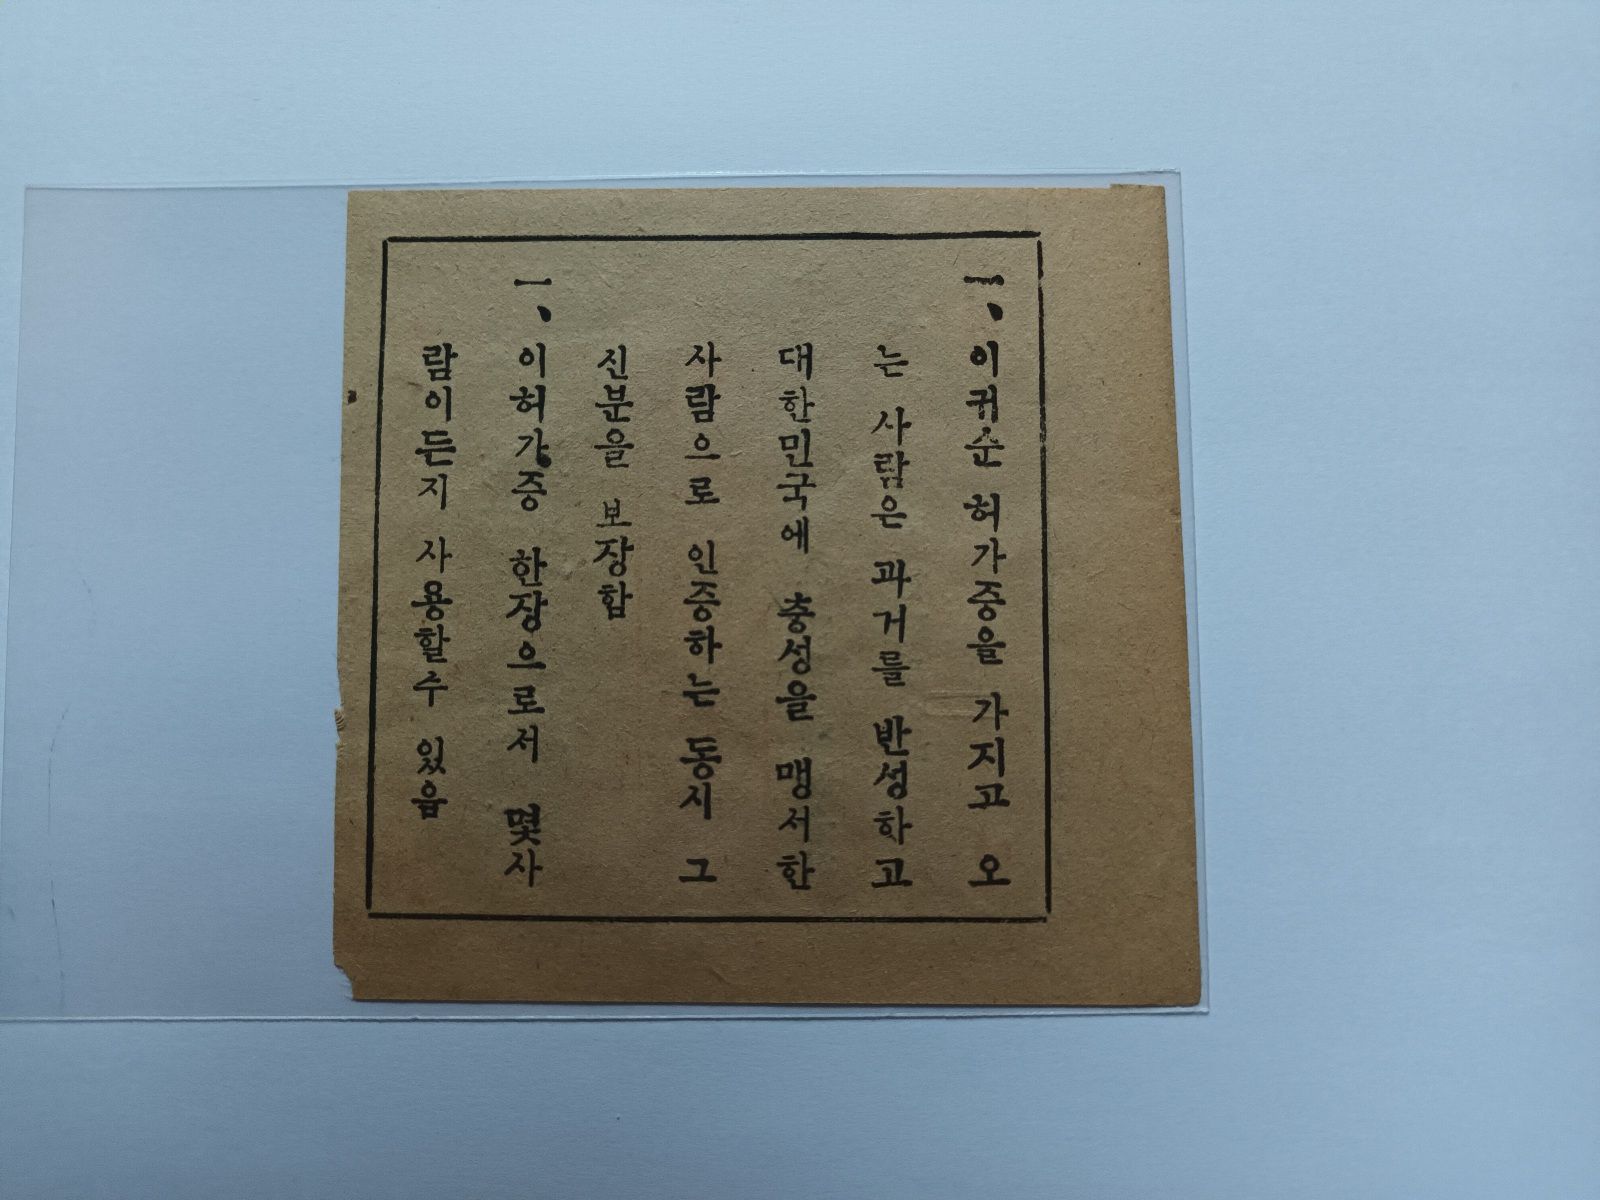 一、이귀순 허가증을 가지고 오
는 사람은 과거를 반성하고
대한민국에 충성을 맹서한
사람으로 인증하는 동시 그
신분을 보장함
一、이허가증 한장으로서 몇사
람이든지 사용할수 있음